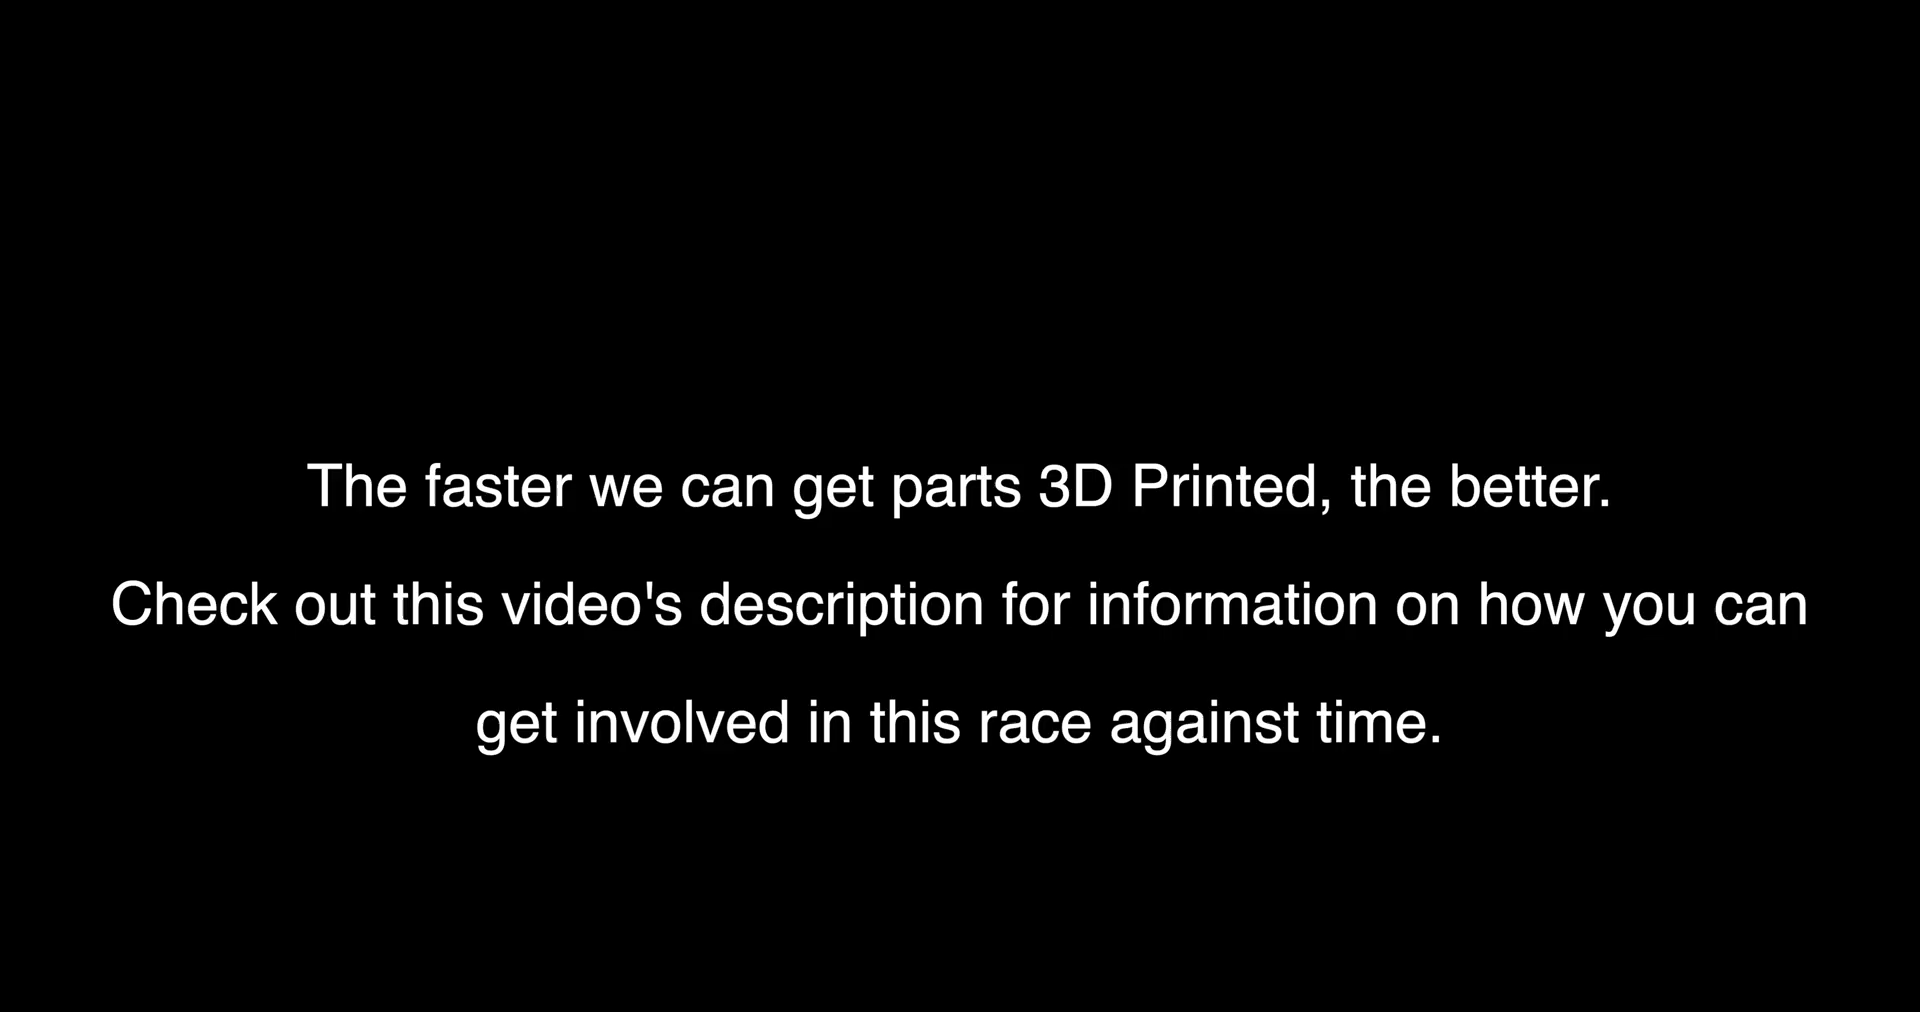 The faster we can get parts 3D Printed, the better.
Check out this video's description for information on how you can
get involved in this race against time.